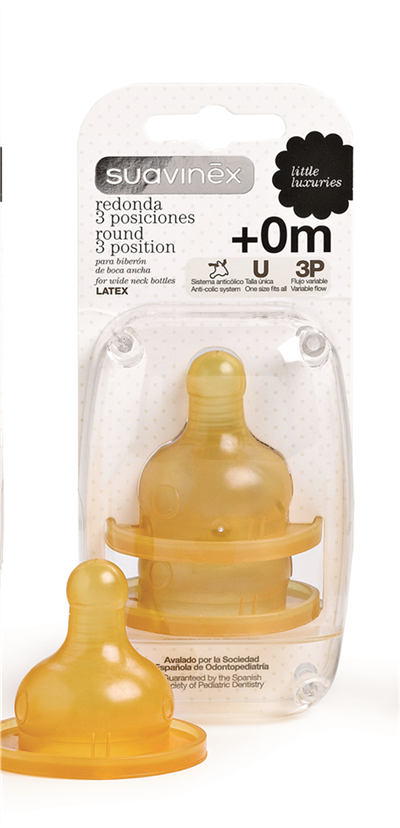 suavinēx
little
luxuries
redonda
3 posiciones
round
3 position
para biberón
de boca ancha
for wide neck bottles
LATEX
+0m
U 3P
Sistema anticólico Talla única Flujo variable
Anti-colic system One size fits all Variable flow
Avalado por la Sociedad
Española de Odontopediatría
Guaranteed by the Spanish
Society of Pediatric Dentistry